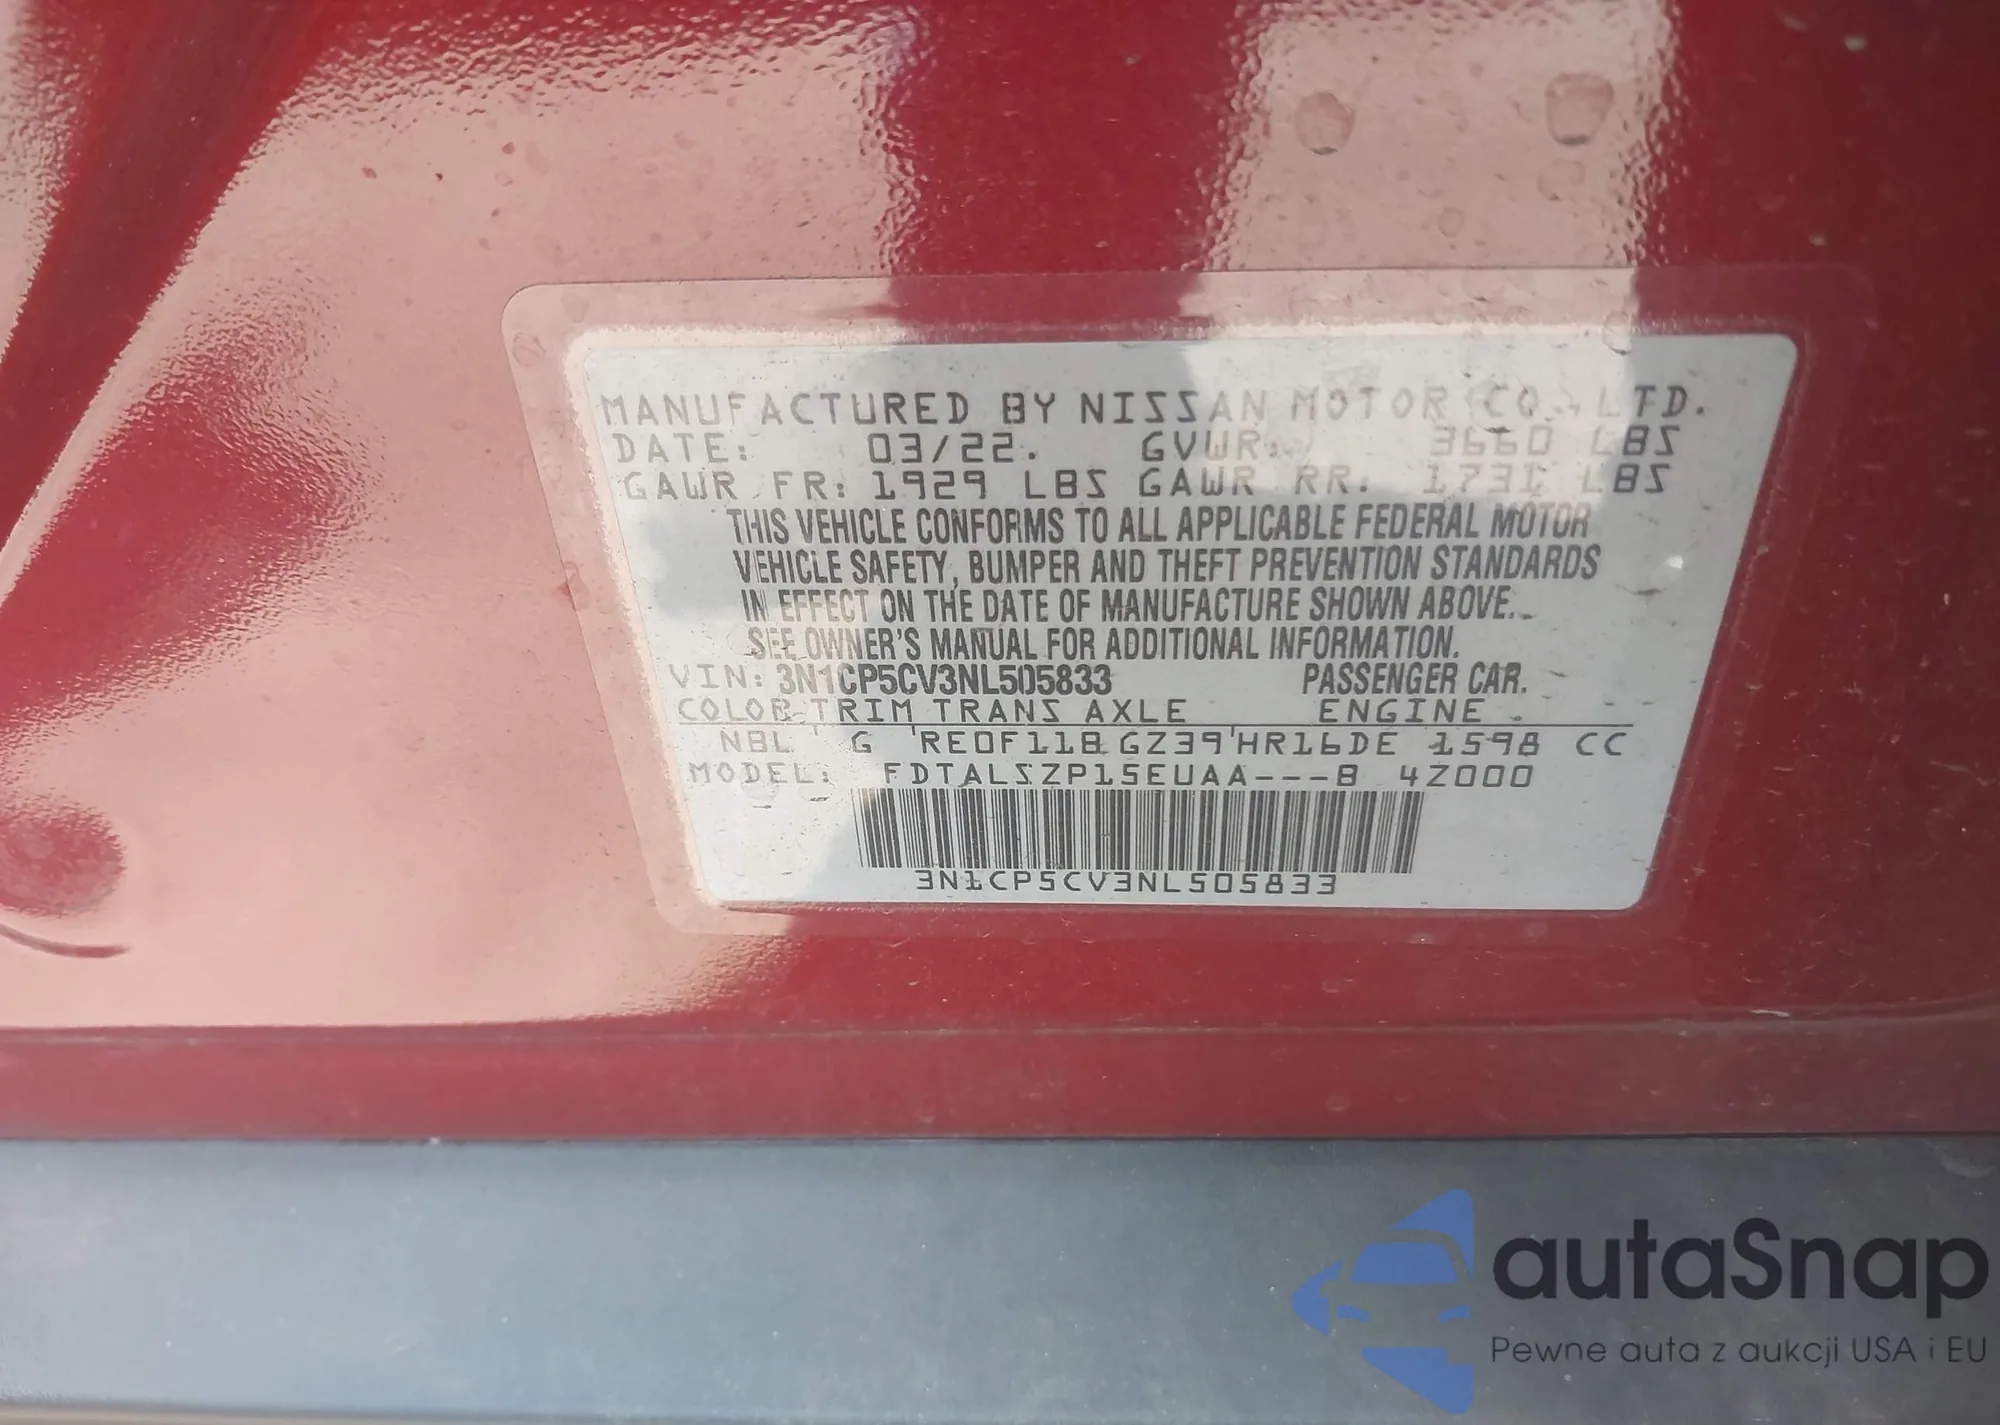 MANUFACTURED BY NISSAN MOTOR CO., LTD.
DATE: 03/22. GVWR: 3660 LBS
GAWR FR: 1929 LBS GAWR RR: 1731 LBS
THIS VEHICLE CONFORMS TO ALL APPLICABLE FEDERAL MOTOR
VEHICLE SAFETY, BUMPER AND THEFT PREVENTION STANDARDS
IN EFFECT ON THE DATE OF MANUFACTURE SHOWN ABOVE.
SEE OWNER'S MANUAL FOR ADDITIONAL INFORMATION.
VIN: 3N1CP5CV3NL505833 PASSENGER CAR.
COLOR TRIM TRANS AXLE ENGINE
NBL G RE0F11B GZ39 HR16DE 1598 CC
MODEL: FDTALSZP15EUAA---B 4Z000
3N1CP5CV3NL505833
autaSnap
Pewne auta z aukcji USA i EU